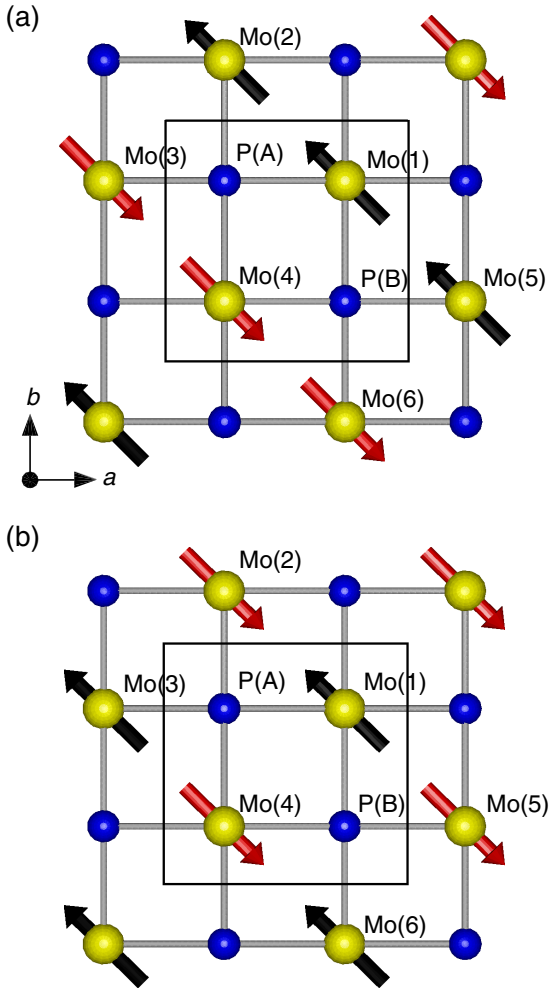 (a)
Mo(2)
Mo(3)
P(A)
Mo(1)
Mo(4)
P(B)
Mo(5)
Mo(6)
b
a
(b)
Mo(2)
Mo(3)
P(A)
Mo(1)
Mo(4)
P(B)
Mo(5)
Mo(6)